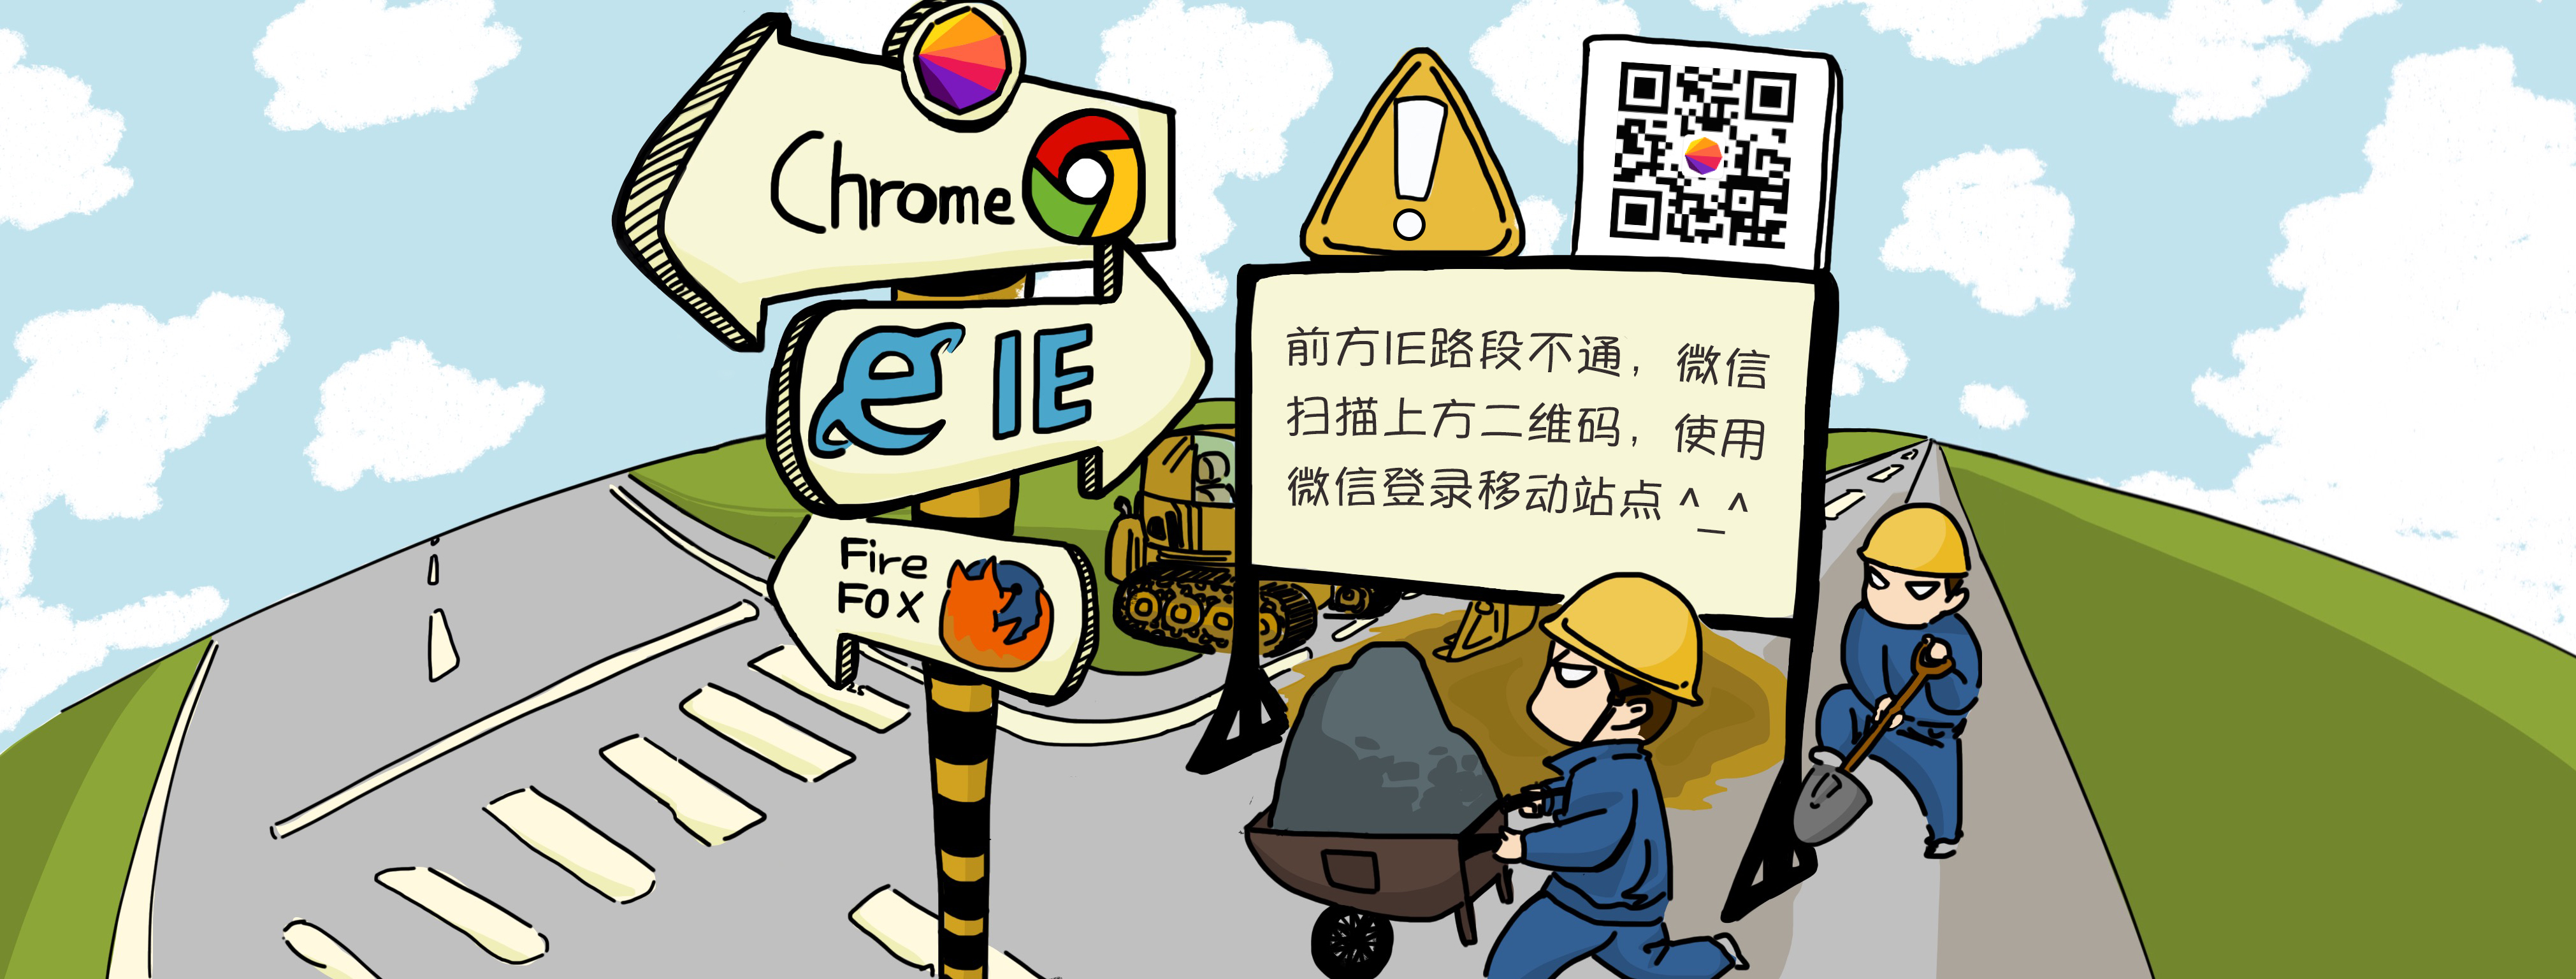 Chrome
IE
Fire
FOX
前方IE路段不通，微信
扫描上方二维码，使用
微信登录移动站点 ^_^